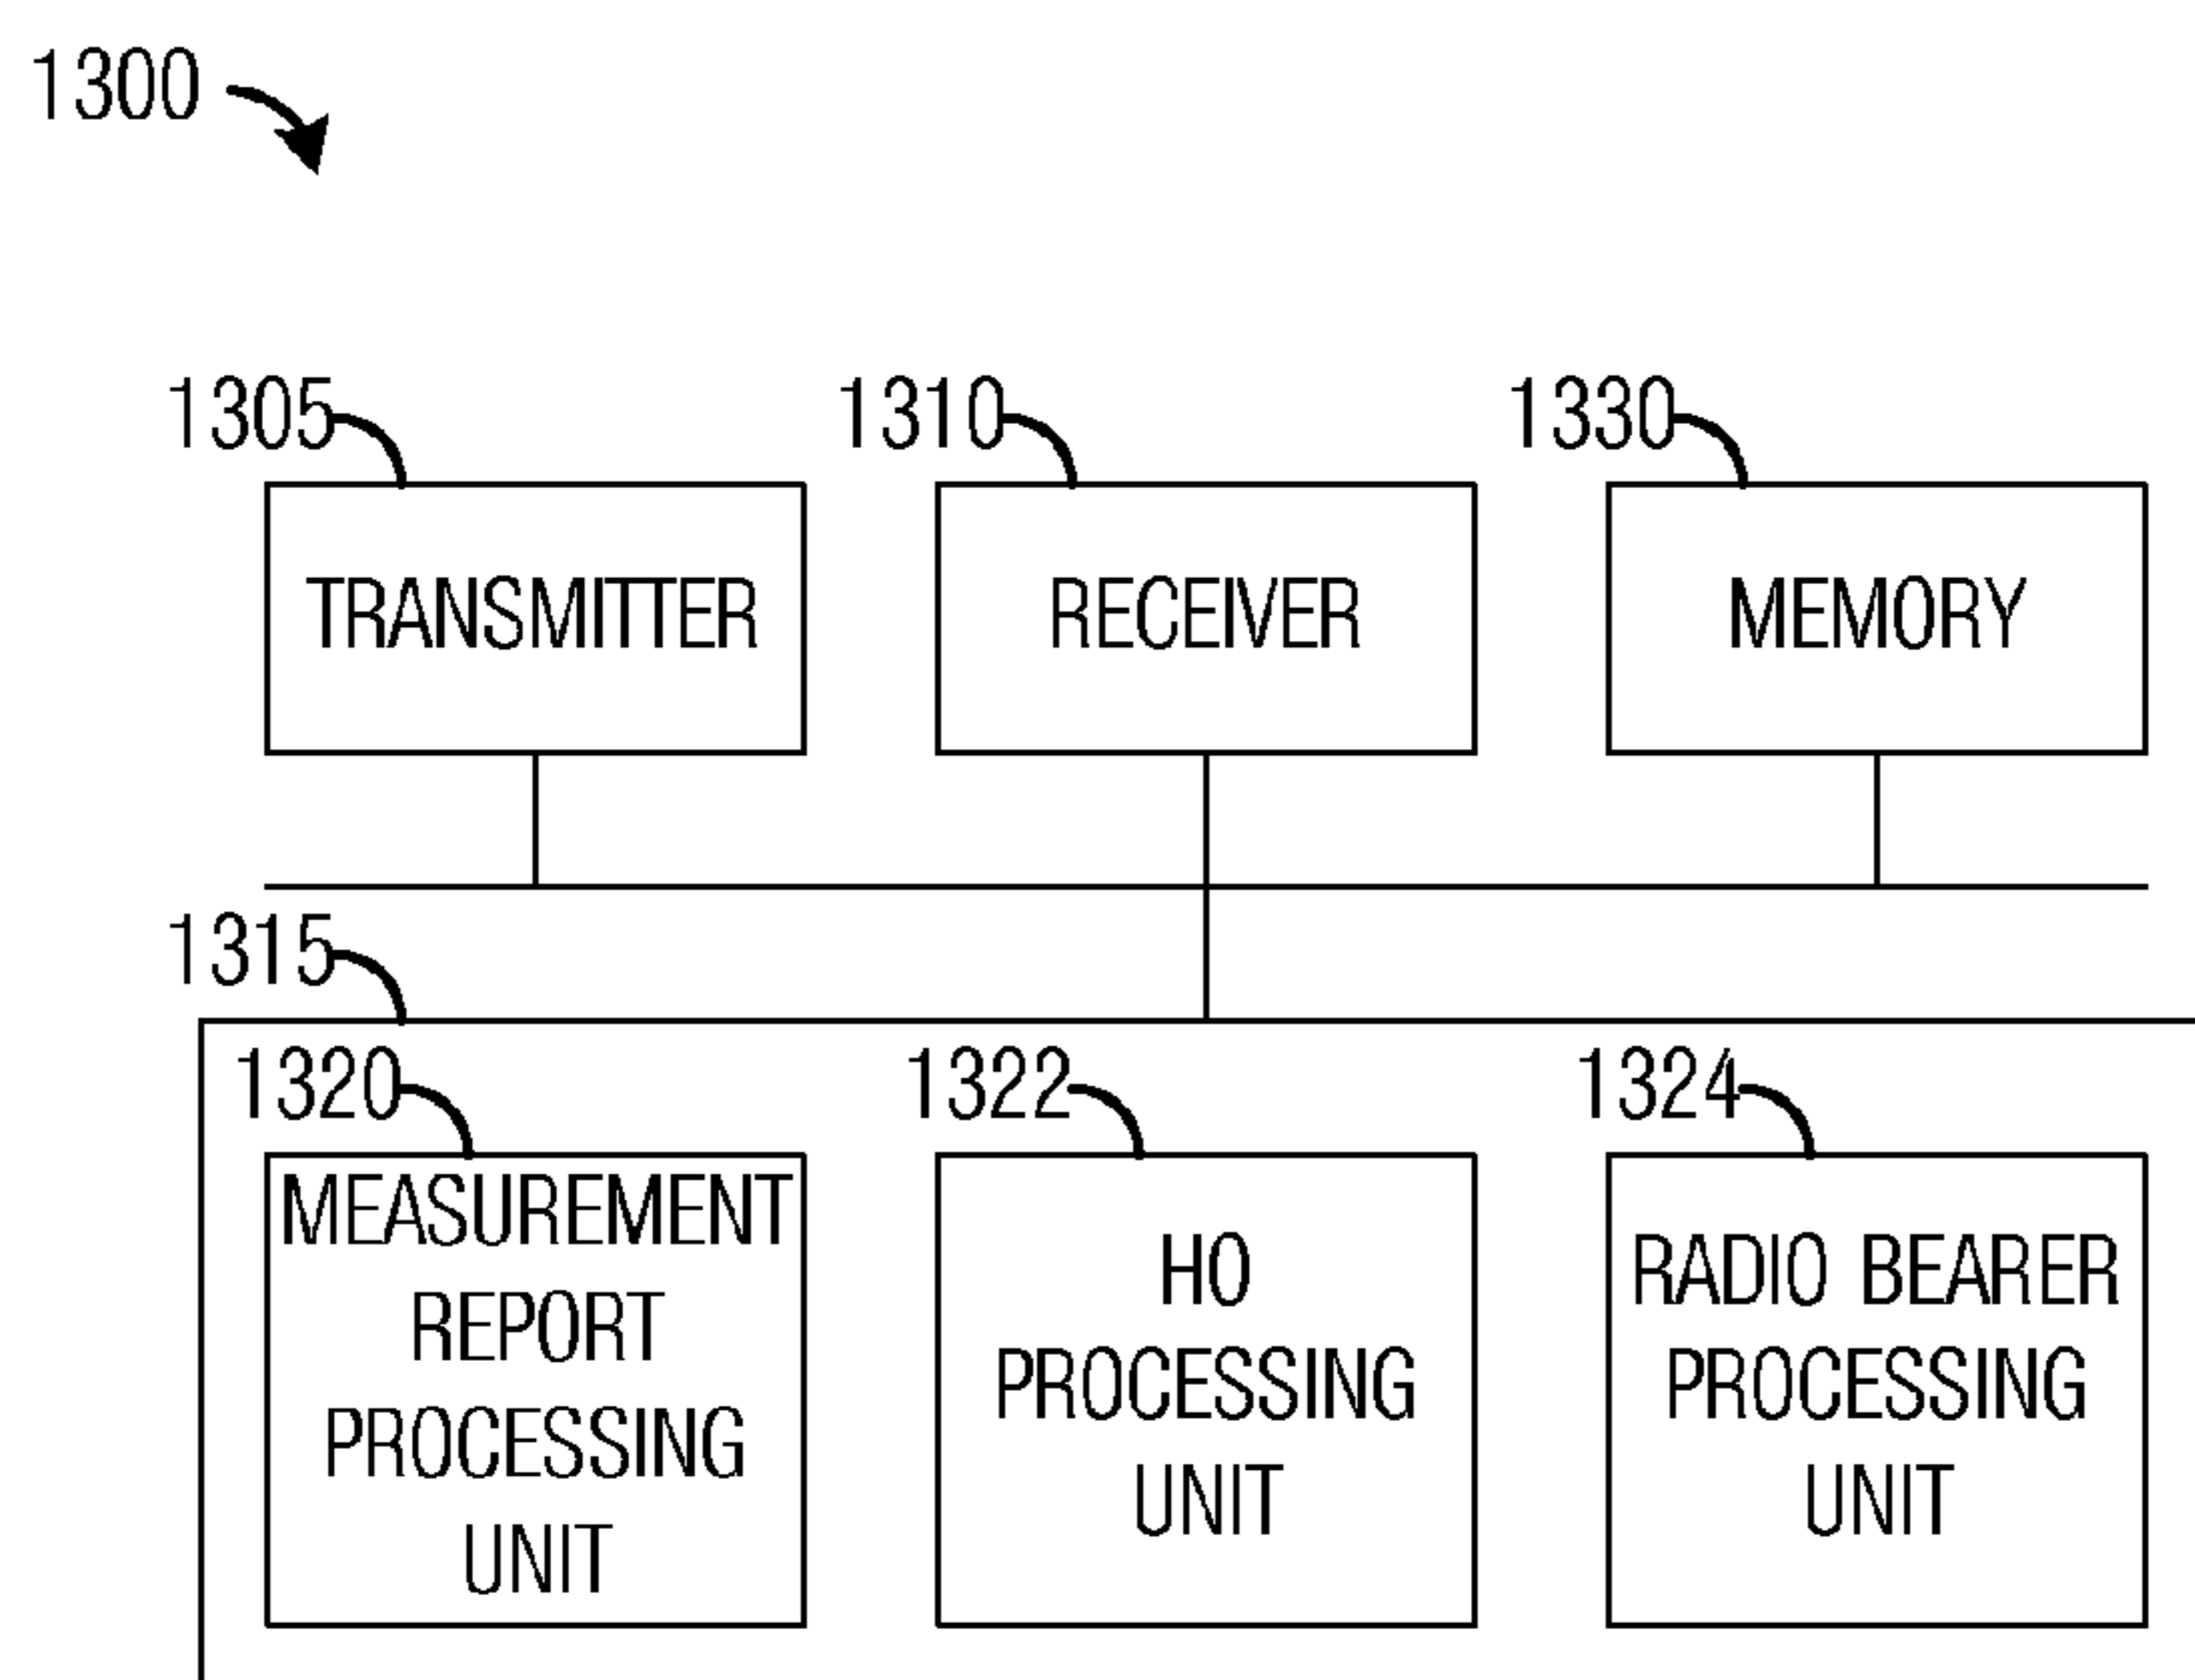 1300
1305
1310
1330
TRANSMITTER
RECEIVER
MEMORY
1315
1320
1322
1324
MEASUREMENT
REPORT
PROCESSING
UNIT
HO
PROCESSING
UNIT
RADIO BEARER
PROCESSING
UNIT